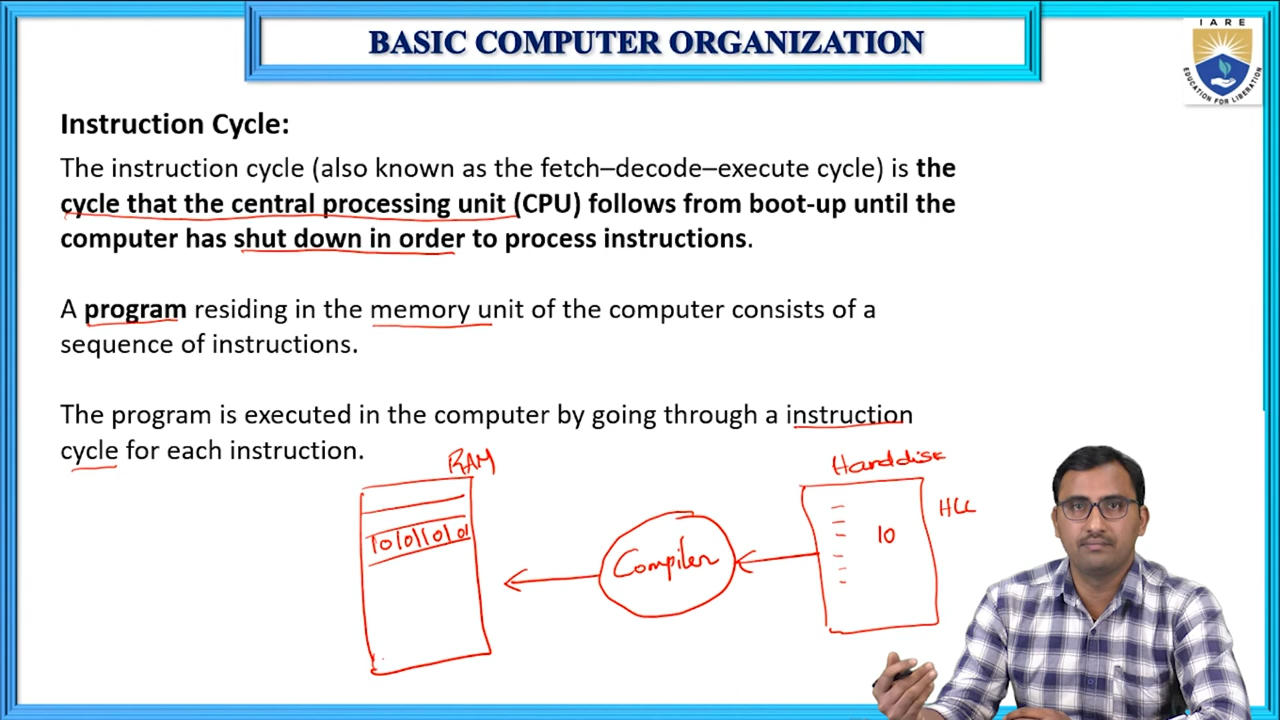 BASIC COMPUTER ORGANIZATION
IARE
EDUCATION FOR LIBERATION
Instruction Cycle:
The instruction cycle (also known as the fetch–decode–execute cycle) is the
cycle that the central processing unit (CPU) follows from boot-up until the
computer has shut down in order to process instructions.
A program residing in the memory unit of the computer consists of a
sequence of instructions.
The program is executed in the computer by going through a instruction
cycle for each instruction.
RAM
Harddisk
HLL
10
Compiler